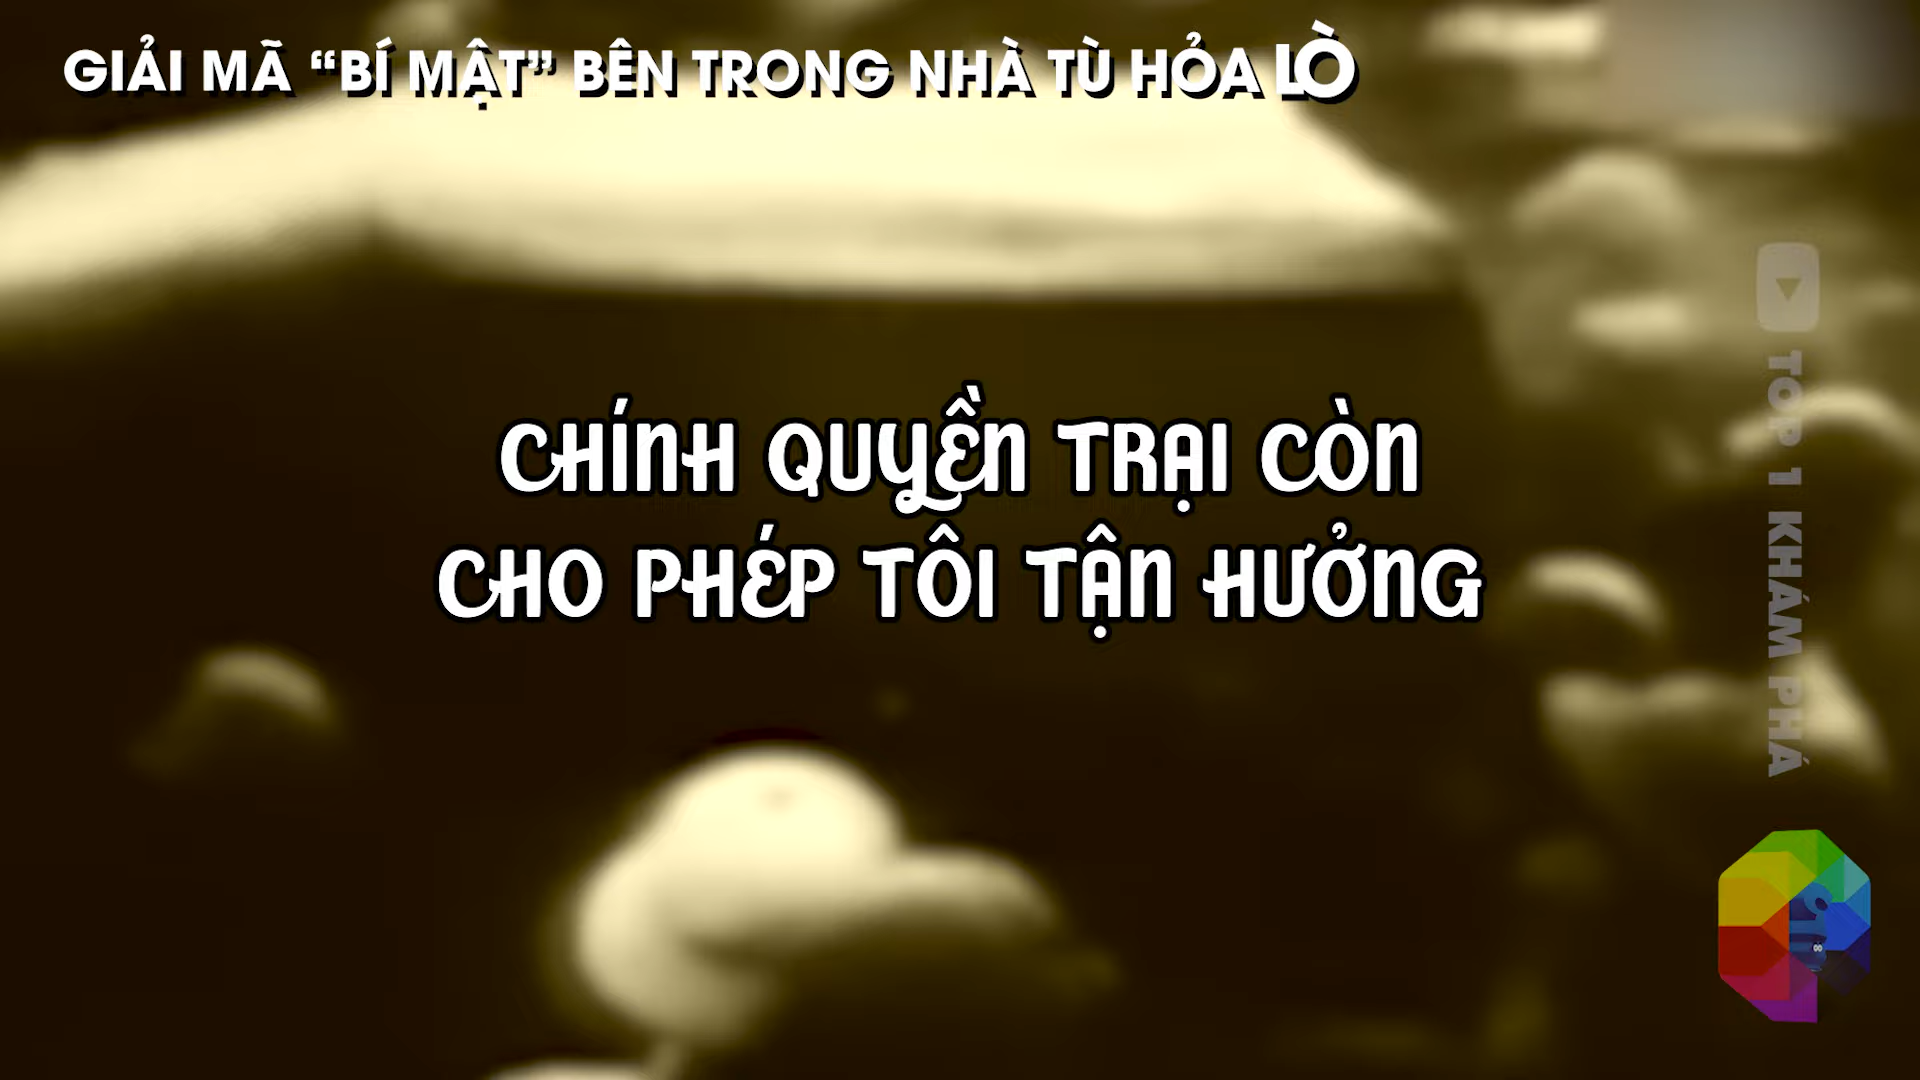 GIẢI MÃ “BÍ MẬT” BÊN TRONG NHÀ TÙ HỎA LÒ
CHÍNH QUYỀN TRẠI CÒN
CHO PHÉP TÔI TẬN HƯỞNG
TOP 1 KHÁM PHÁ